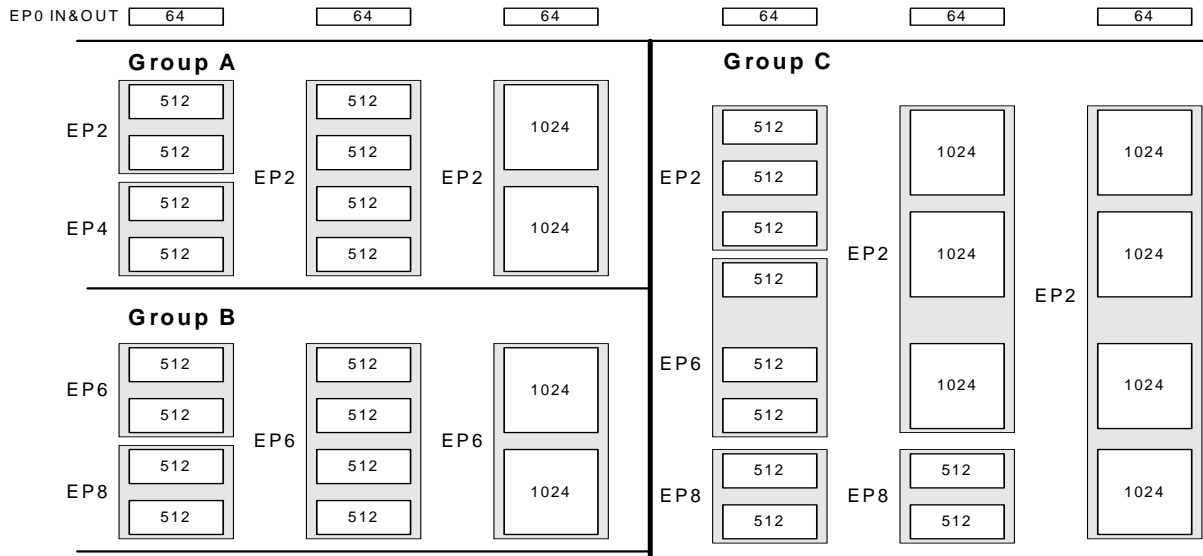 EP0 IN&OUT 64 64 64 64 64 64
Group A
512 512 1024
EP2
512 512
EP2 EP2
512 512 1024
EP4
512 512
Group B
512 512 1024
EP6
512 512
EP6 EP6
512 512 1024
EP8
512 512
Group C
512 1024 1024
EP2 512
512 1024 1024
EP2
512
EP2
EP6 512 1024 1024
512
512 512 1024
EP8 EP8
512 512